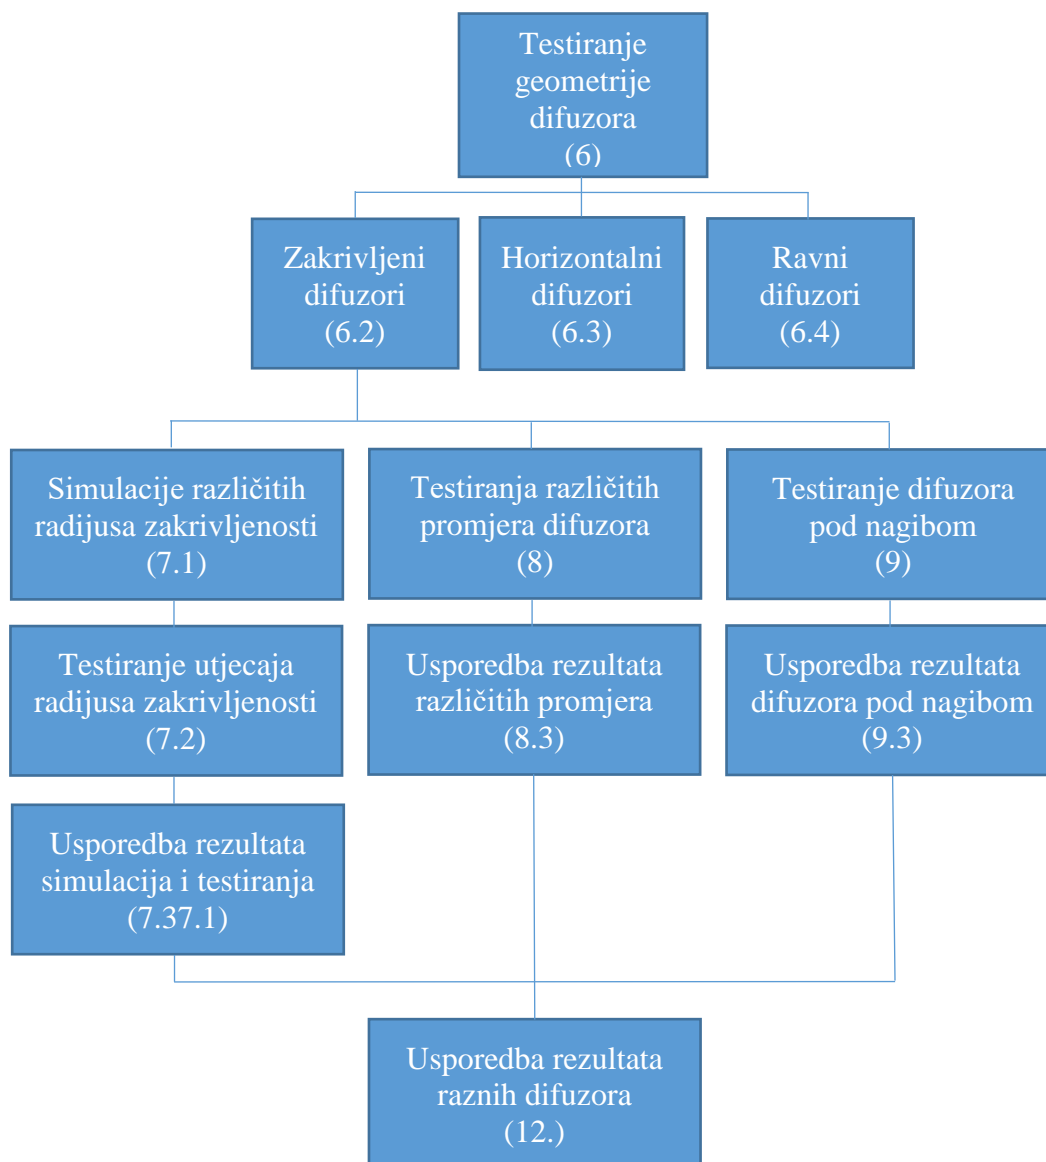 Testiranje
geometrije
difuzora
(6)
Zakrivljeni
difuzori
(6.2)
Horizontalni
difuzori
(6.3)
Ravni
difuzori
(6.4)
Simulacije različitih
radijusa zakrivljenosti
(7.1)
Testiranja različitih
promjera difuzora
(8)
Testiranje difuzora
pod nagibom
(9)
Testiranje utjecaja
radijusa zakrivljenosti
(7.2)
Usporedba rezultata
različitih promjera
(8.3)
Usporedba rezultata
difuzora pod nagibom
(9.3)
Usporedba rezultata
simulacija i testiranja
(7.37.1)
Usporedba rezultata
raznih difuzora
(12.)